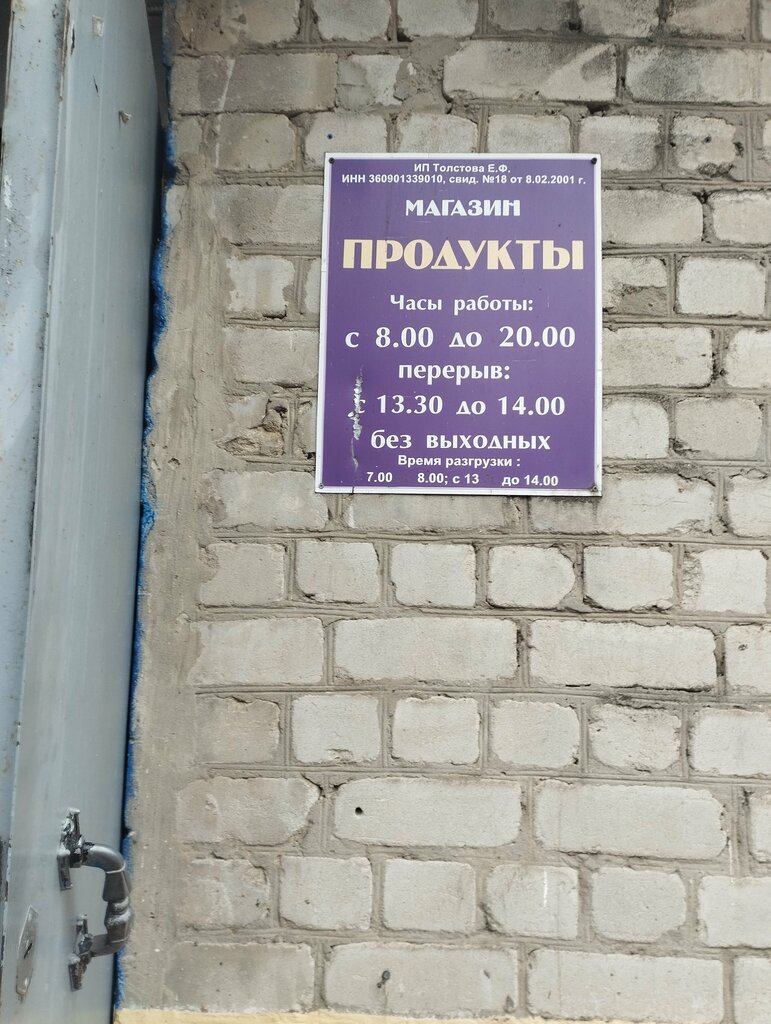 ИП Толстова Е.Ф.
ИНН 360901339010, свид. №18 от 8.02.2001 г.
МАГАЗИН
ПРОДУКТЫ
Часы работы:
с 8.00 до 20.00
перерыв:
с 13.30 до 14.00
без выходных
Время разгрузки :
7.00 8.00; с 13 до 14.00